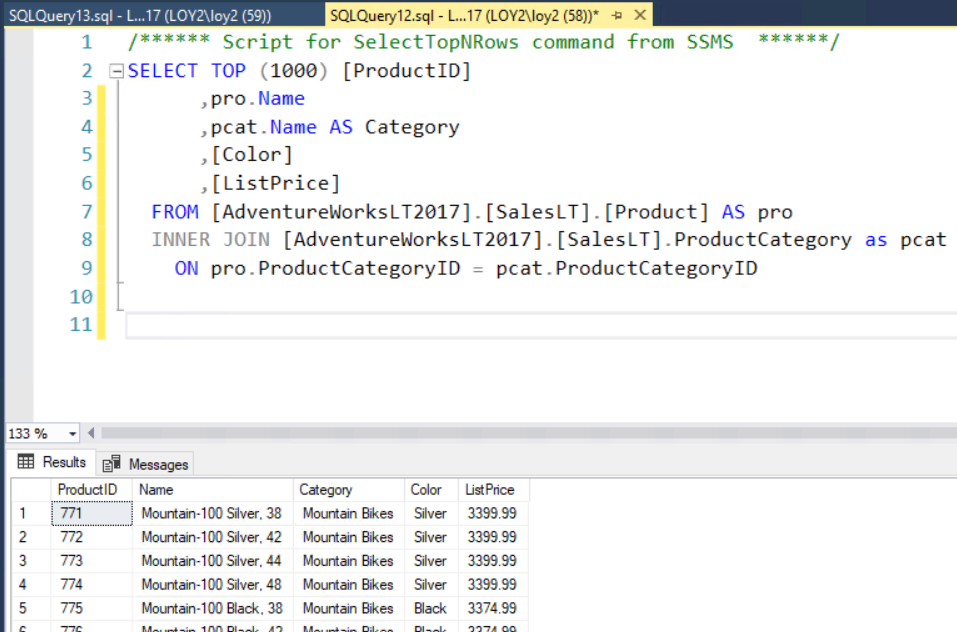 SQLQuery13.sql - L...17 (LOY2\loy2 (59)) SQLQuery12.sql - L...17 (LOY2\loy2 (58))*
1 /****** Script for SelectTopNRows command from SSMS ******/
2 SELECT TOP (1000) [ProductID]
3 ,pro.Name
4 ,pcat.Name AS Category
5 ,[Color]
6 ,[ListPrice]
7 FROM [AdventureWorksLT2017].[SalesLT].[Product] AS pro
8 INNER JOIN [AdventureWorksLT2017].[SalesLT].ProductCategory as pcat
9 ON pro.ProductCategoryID = pcat.ProductCategoryID
10
11
133 %
Results Messages
ProductID Name Category Color ListPrice
1 771 Mountain-100 Silver, 38 Mountain Bikes Silver 3399.99
2 772 Mountain-100 Silver, 42 Mountain Bikes Silver 3399.99
3 773 Mountain-100 Silver, 44 Mountain Bikes Silver 3399.99
4 774 Mountain-100 Silver, 48 Mountain Bikes Silver 3399.99
5 775 Mountain-100 Black, 38 Mountain Bikes Black 3374.99
6 776 Mountain-100 Black, 42 Mountain Bikes Black 3374.99